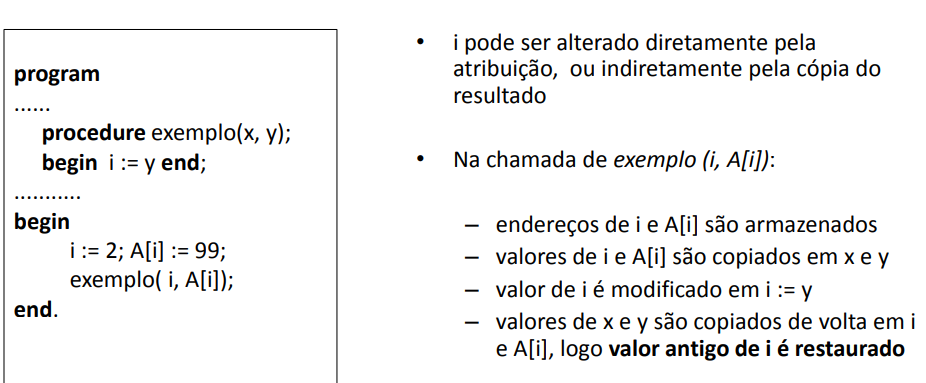 program
......
procedure exemplo(x, y);
begin i := y end;
...........
begin
i := 2; A[i] := 99;
exemplo( i, A[i]);
end.
• i pode ser alterado diretamente pela
atribuição, ou indiretamente pela cópia do
resultado
• Na chamada de exemplo (i, A[i]):
– endereços de i e A[i] são armazenados
– valores de i e A[i] são copiados em x e y
– valor de i é modificado em i := y
– valores de x e y são copiados de volta em i
e A[i], logo valor antigo de i é restaurado